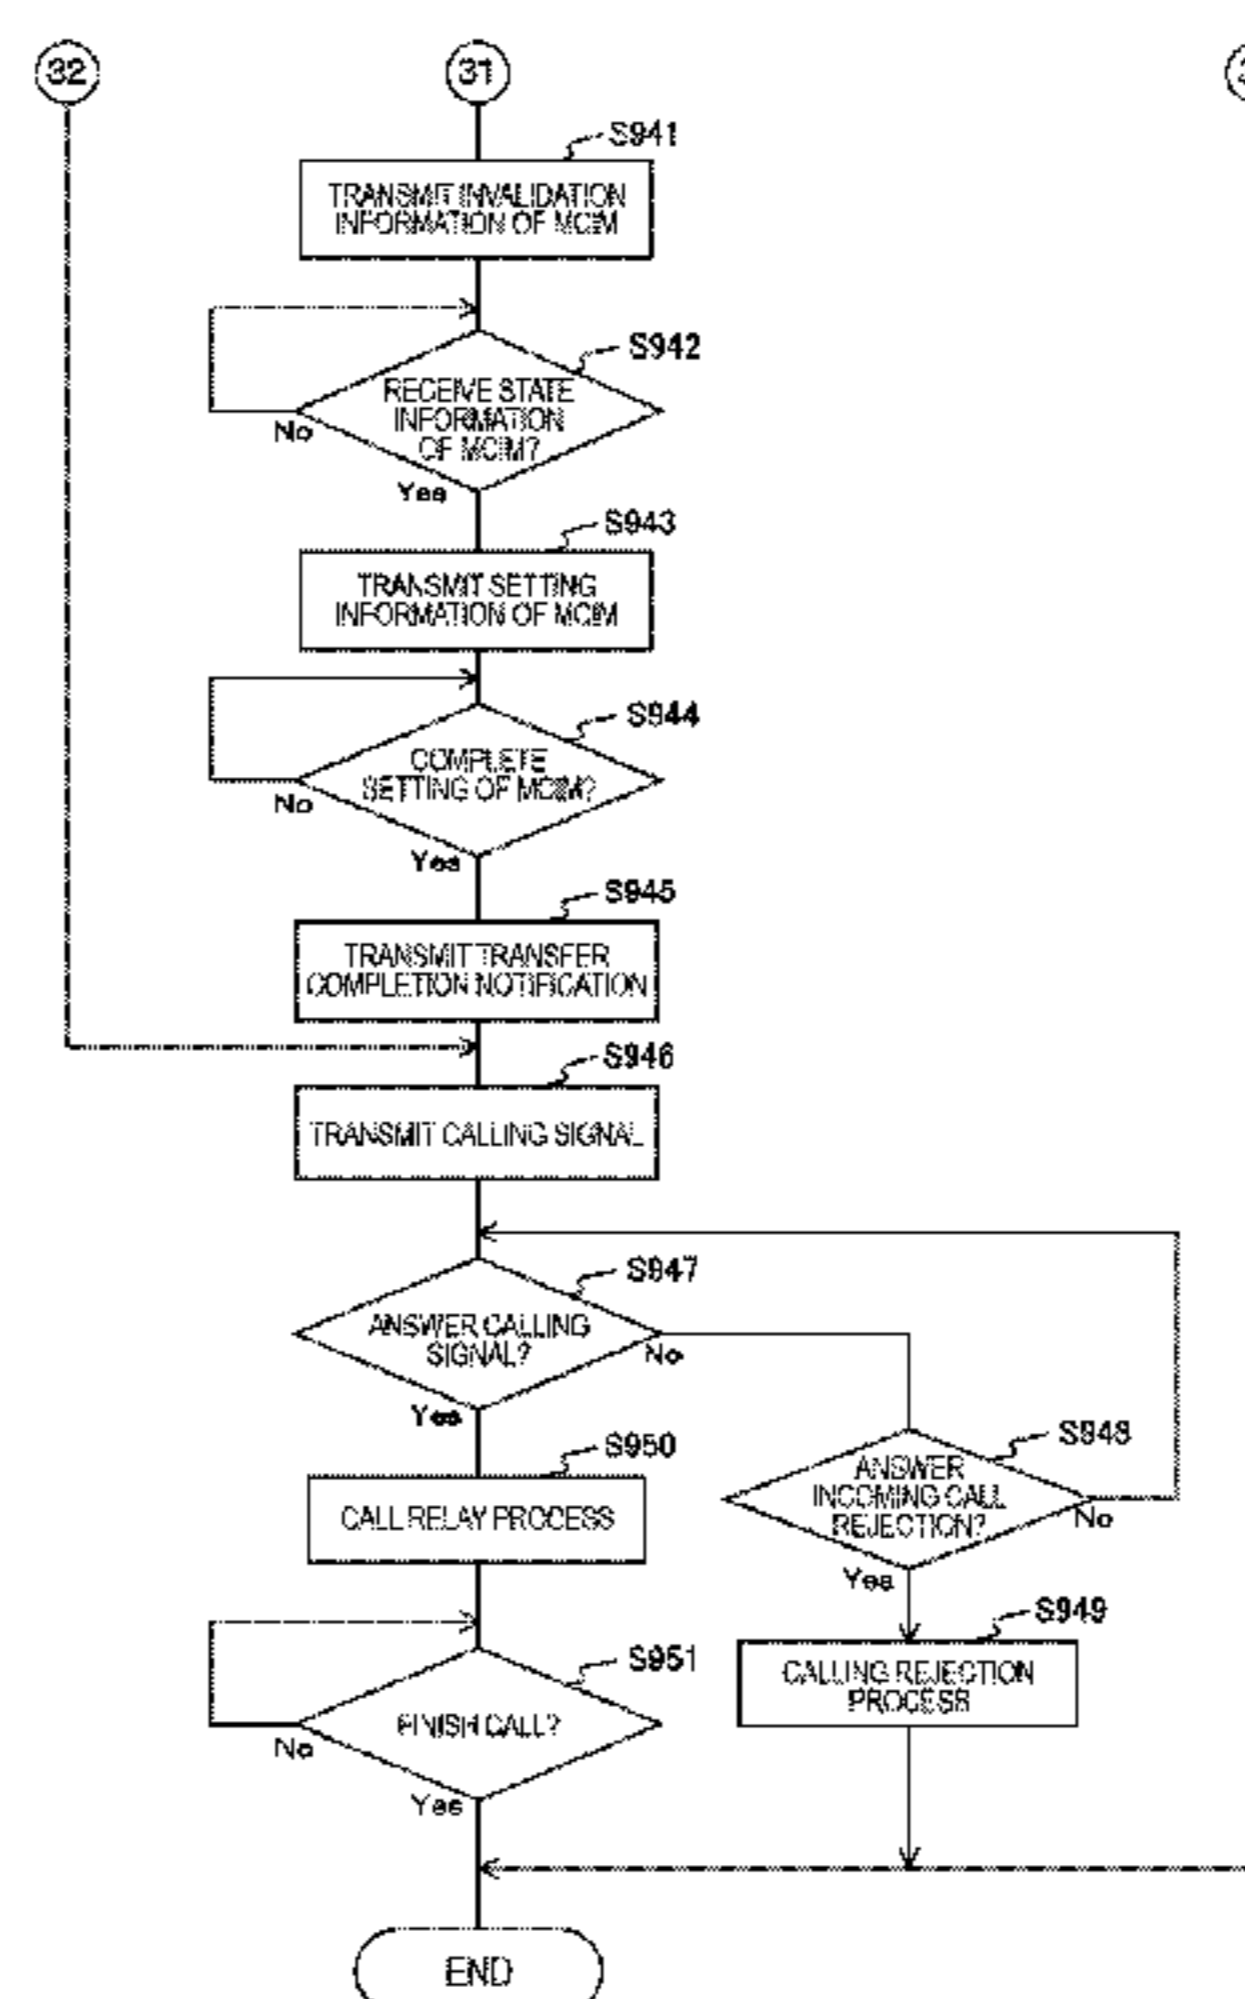 32
31
S941
TRANSMIT INVALIDATION
INFORMATION OF MCIM
S942
RECEIVE STATE
INFORMATION
OF MCIM?
No
Yes
S943
TRANSMIT SETTING
INFORMATION OF MCIM
S944
COMPLETE
SETTING OF MCIM?
No
Yes
S945
TRANSMIT TRANSFER
COMPLETION NOTIFICATION
S946
TRANSMIT CALLING SIGNAL
S947
ANSWER CALLING
SIGNAL?
No
Yes
S948
ANSWER
INCOMING CALL
REJECTION?
No
Yes
S950
CALL RELAY PROCESS
S949
CALLING REJECTION
PROCESS
S951
FINISH CALL?
No
Yes
END